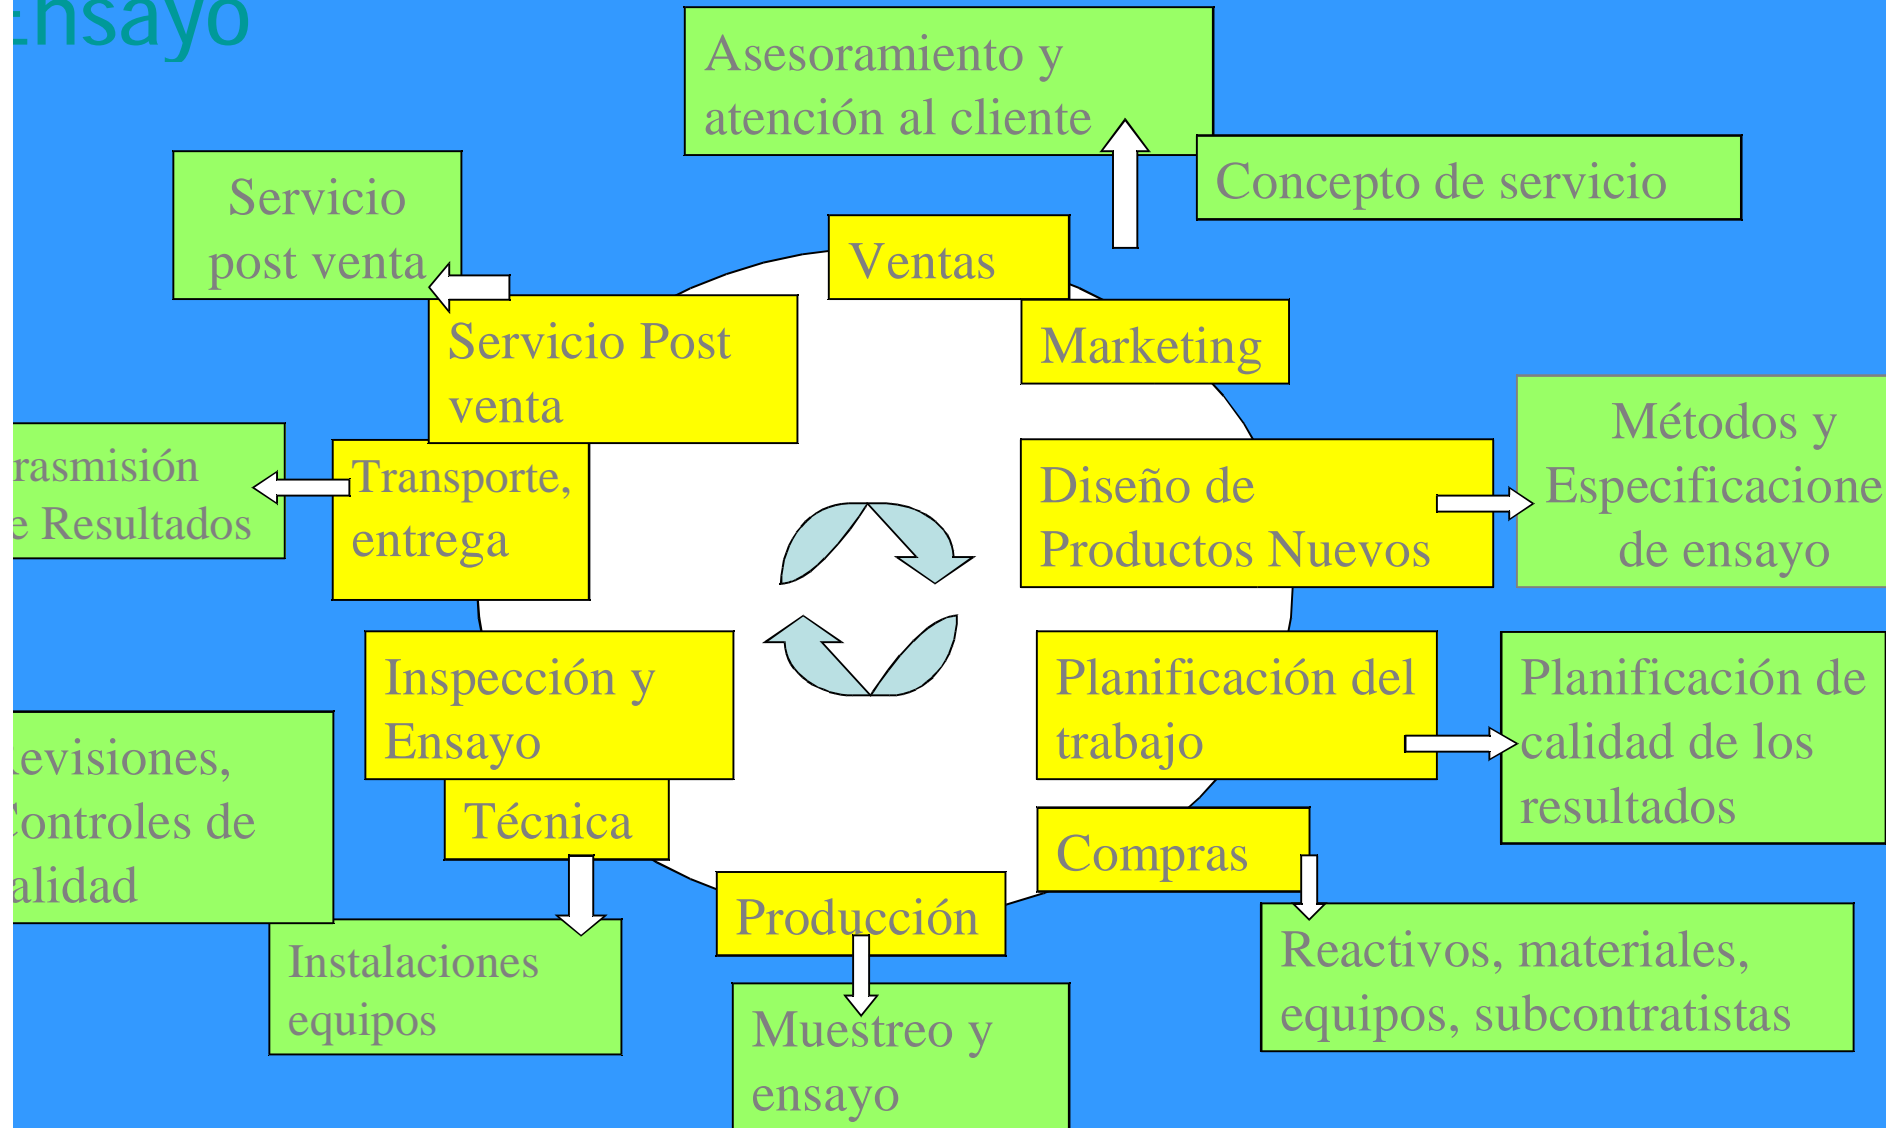 Ensayo
Asesoramiento y
atención al cliente
Concepto de servicio
Servicio
post venta
Ventas
Marketing
Servicio Post
venta
Métodos y
Especificacione
de ensayo
rasmisión
e Resultados
Transporte,
entrega
Diseño de
Productos Nuevos
Inspección y
Ensayo
Planificación del
trabajo
Planificación de
calidad de los
resultados
evisiones,
ontroles de
alidad
Técnica
Compras
Producción
Instalaciones
equipos
Reactivos, materiales,
equipos, subcontratistas
Muestreo y
ensayo